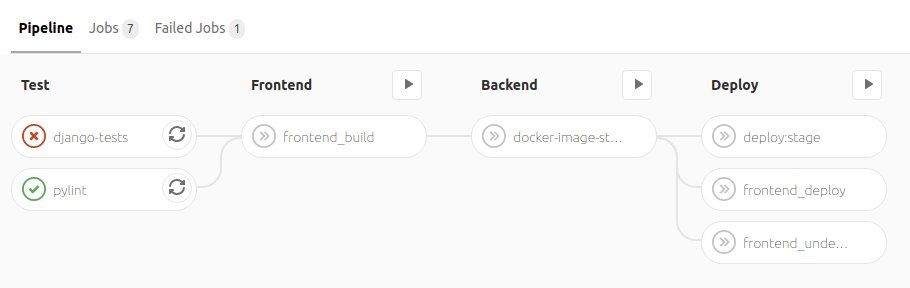 Pipeline Jobs 7 Failed Jobs 1
Test Frontend Backend Deploy
django-tests frontend_build docker-image-st... deploy:stage
pylint frontend_deploy
frontend_unde...